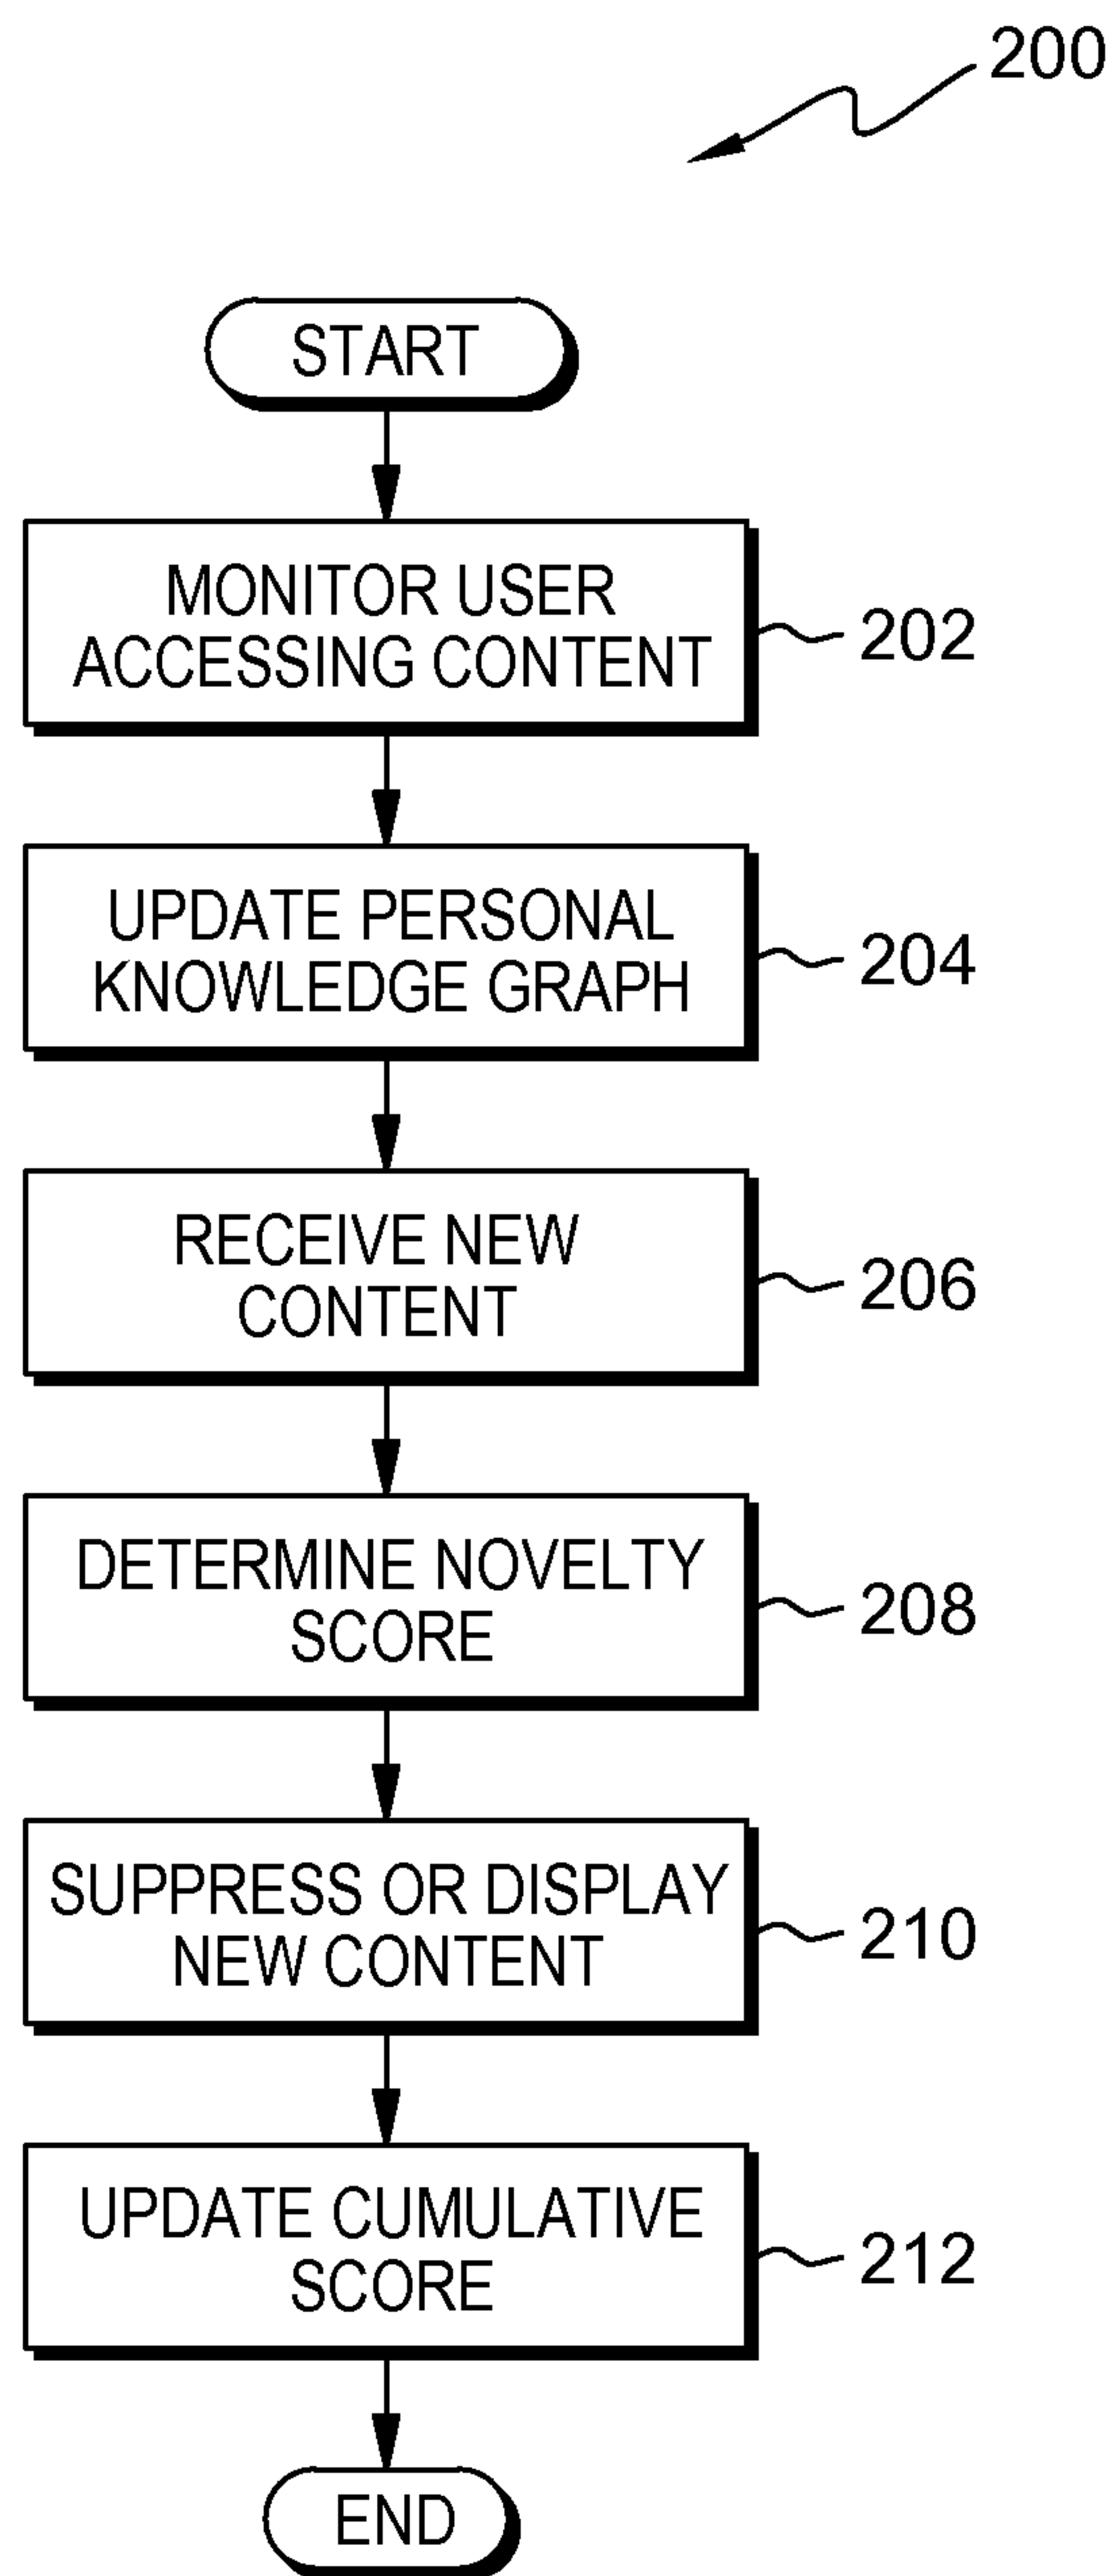 200
START
MONITOR USER
ACCESSING CONTENT
202
UPDATE PERSONAL
KNOWLEDGE GRAPH
204
RECEIVE NEW
CONTENT
206
DETERMINE NOVELTY
SCORE
208
SUPPRESS OR DISPLAY
NEW CONTENT
210
UPDATE CUMULATIVE
SCORE
212
END